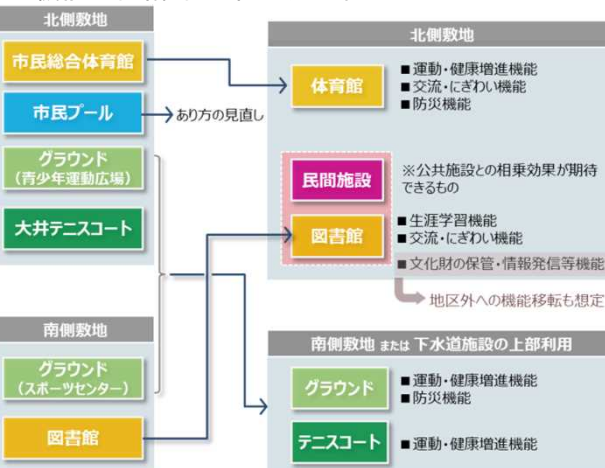 北側敷地
市民総合体育館
市民プール
あり方の見直し
グラウンド
(青少年運動広場)
大井テニスコート
南側敷地
グラウンド
(スポーツセンター)
図書館
北側敷地
体育館
■運動・健康増進機能
■交流・にぎわい機能
■防災機能
民間施設
※公共施設との相乗効果が期待
できるもの
図書館
■生涯学習機能
■交流・にぎわい機能
■文化財の保管・情報発信等機能
地区外への機能移転も想定
南側敷地 または 下水道施設の上部利用
グラウンド
■運動・健康増進機能
■防災機能
テニスコート
■運動・健康増進機能